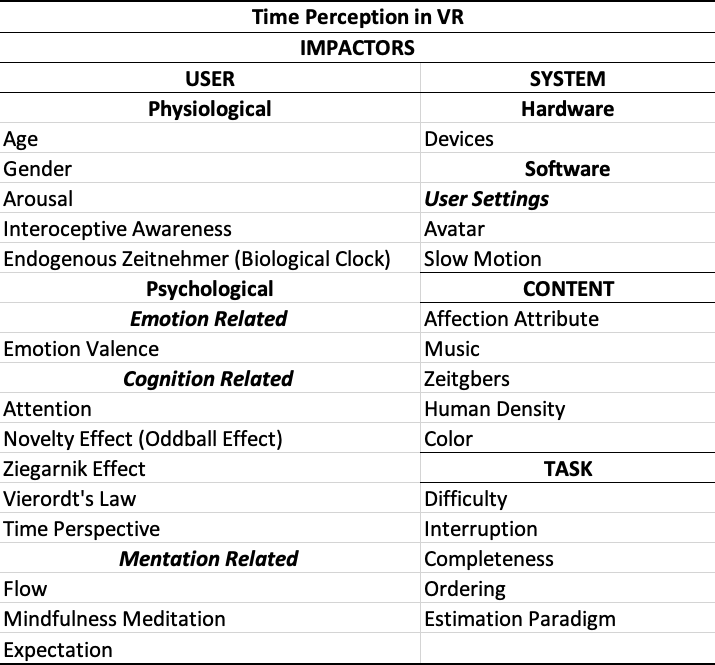 Time Perception in VR
IMPACTORS
USER
Physiological
Age
Gender
Arousal
Interoceptive Awareness
Endogenous Zeitnehmer (Biological Clock)
Psychological
Emotion Related
Emotion Valence
Cognition Related
Attention
Novelty Effect (Oddball Effect)
Ziegarnik Effect
Vierordt's Law
Time Perspective
Mentation Related
Flow
Mindfulness Meditation
Expectation
SYSTEM
Hardware
Devices
Software
User Settings
Avatar
Slow Motion
CONTENT
Affection Attribute
Music
Zeitgbers
Human Density
Color
TASK
Difficulty
Interruption
Completeness
Ordering
Estimation Paradigm